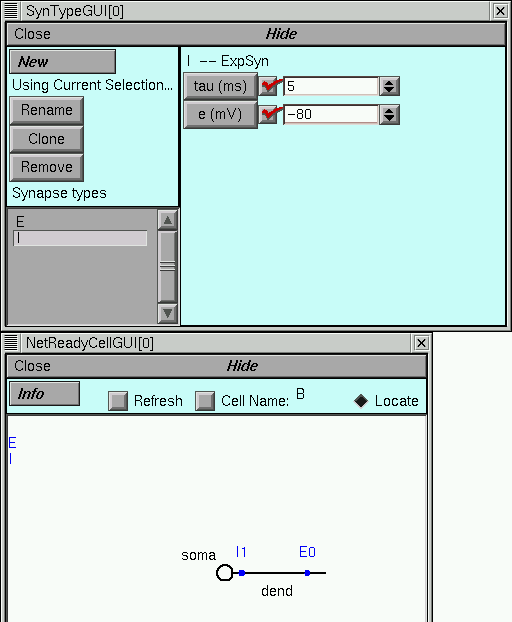 SynTypeGUI[0]
Close Hide
New
Using Current Selection...
Rename
Clone
Remove
Synapse types
E
I
I -- ExpSyn
tau (ms) 5
e (mV) -80
NetReadyCellGUI[0]
Close Hide
Info Refresh Cell Name: B Locate
E
I
soma I1 E0
dend